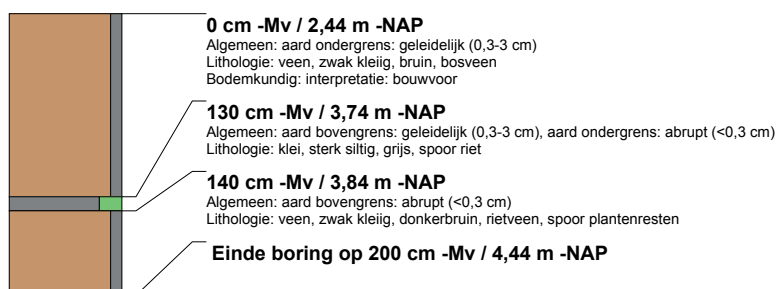 0 cm -Mv / 2,44 m -NAP
Algemeen: aard ondergrens: geleidelijk (0,3-3 cm)
Lithologie: veen, zwak kleiig, bruin, bosveen
Bodemkundig: interpretatie: bouwvoor
130 cm -Mv / 3,74 m -NAP
Algemeen: aard bovengrens: geleidelijk (0,3-3 cm), aard ondergrens: abrupt (<0,3 cm)
Lithologie: klei, sterk siltig, grijs, spoor riet
140 cm -Mv / 3,84 m -NAP
Algemeen: aard bovengrens: abrupt (<0,3 cm)
Lithologie: veen, zwak kleiig, donkerbruin, rietveen, spoor plantenresten
Einde boring op 200 cm -Mv / 4,44 m -NAP